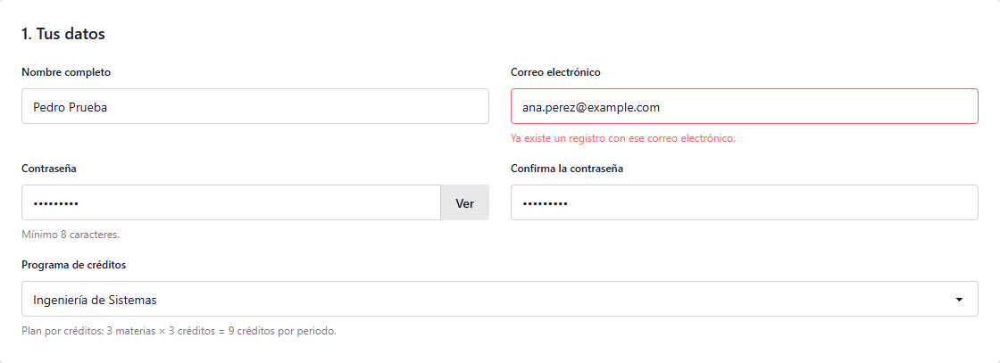 1. Tus datos
Nombre completo
Correo electrónico
Pedro Prueba
ana.perez@example.com
Ya existe un registro con ese correo electrónico.
Contraseña
Confirma la contraseña
•••••••••
Ver
•••••••••
Mínimo 8 caracteres.
Programa de créditos
Ingeniería de Sistemas
Plan por créditos: 3 materias × 3 créditos = 9 créditos por periodo.